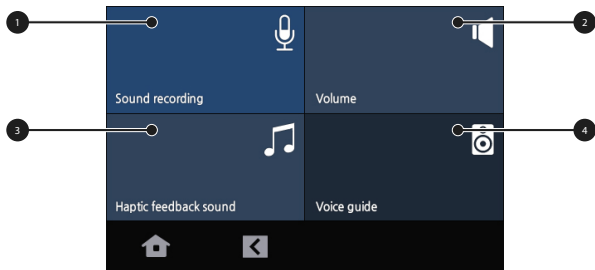 1
2
Sound recording
Volume
3
4
Haptic feedback sound
Voice guide